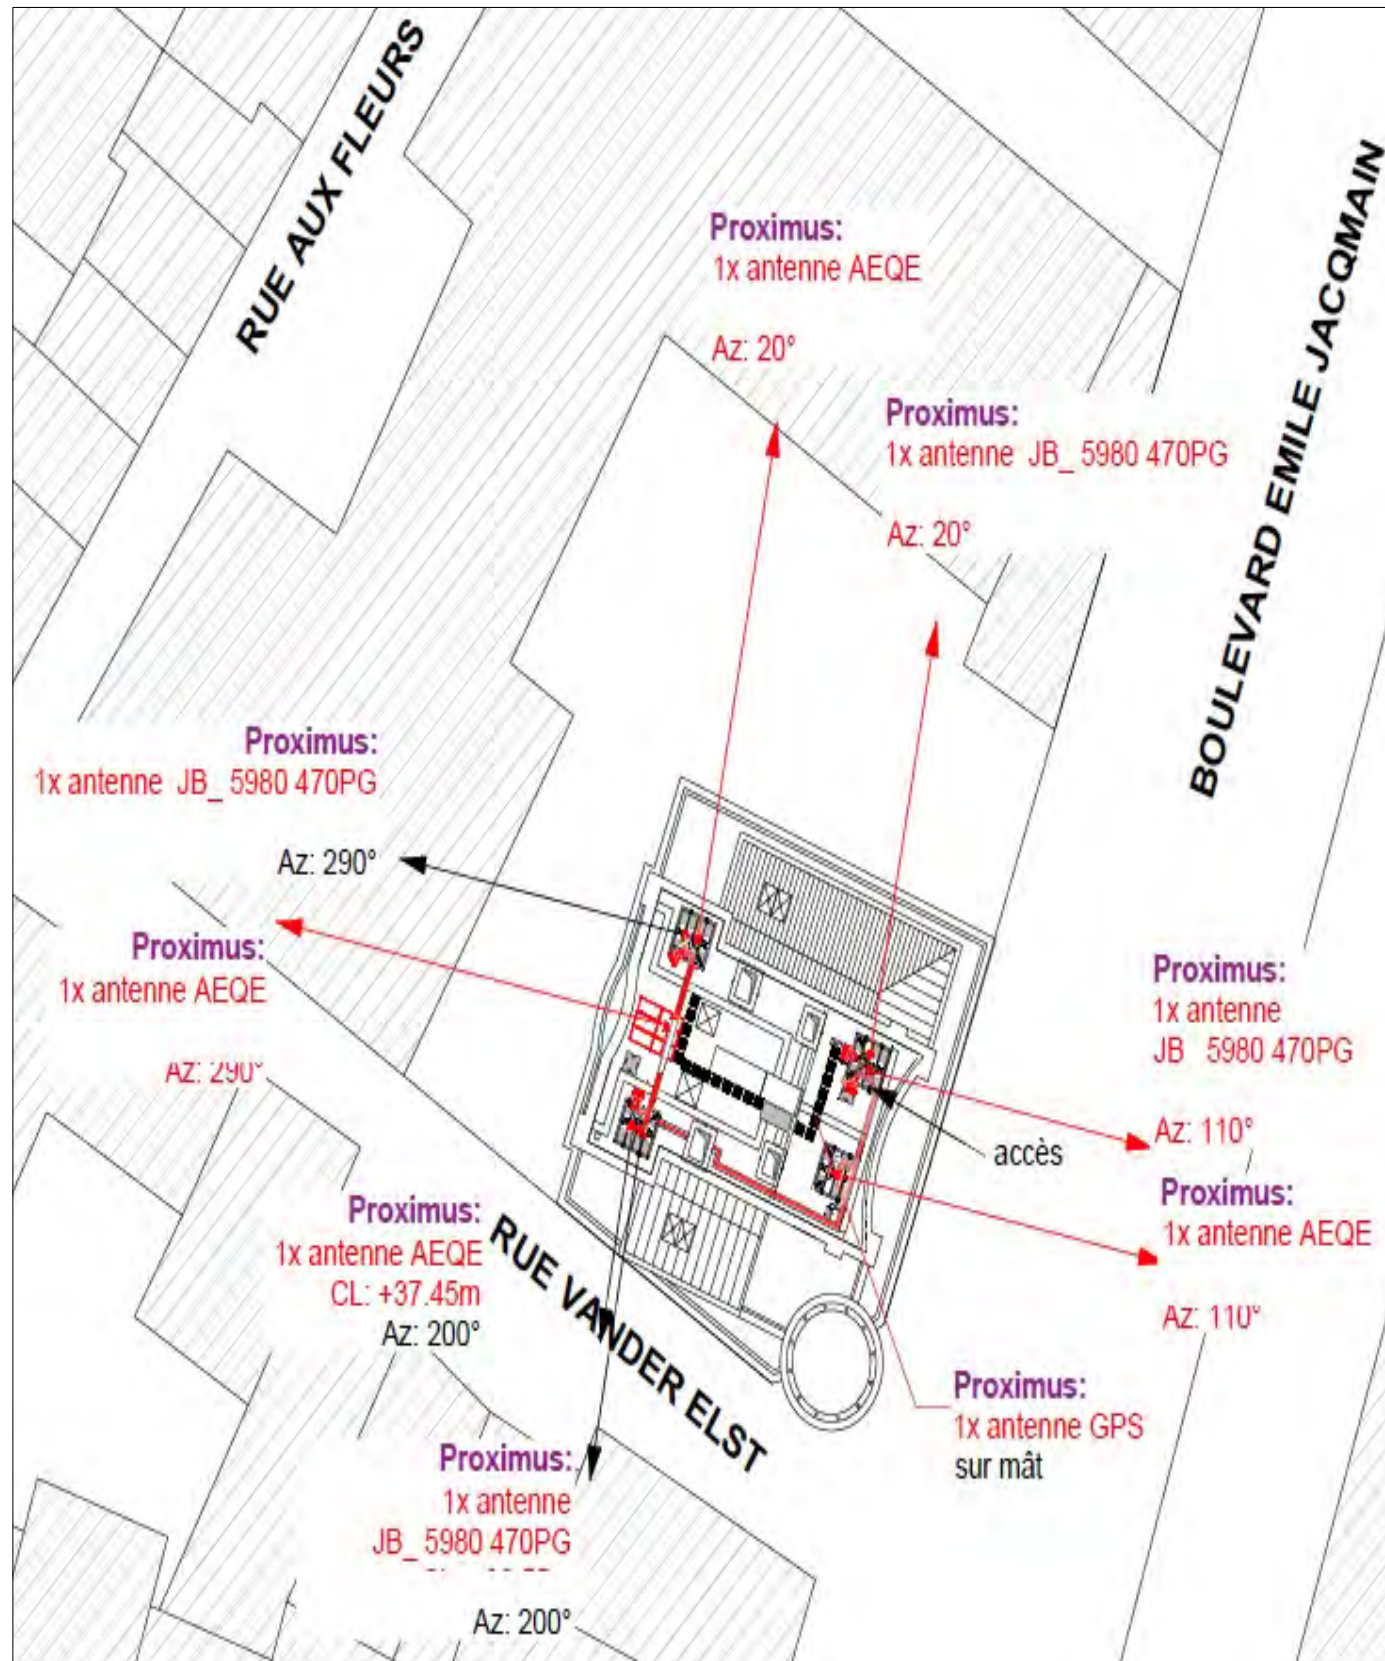 RUE AUX FLEURS
BOULEVARD EMILE JACQMAIN
Proximus:
1x antenne AEQE
Az: 20°
Proximus:
1x antenne JB_ 5980 470PG
Az: 20°
Proximus:
1x antenne JB_ 5980 470PG
Az: 290°
Proximus:
1x antenne AEQE
Az: 290°
Proximus:
1x antenne
JB 5980 470PG
Az: 110°
accès
Proximus:
1x antenne AEQE
Az: 110°
Proximus:
1x antenne AEQE
CL: +37.45m
Az: 200°
RUE VANDER ELST
Proximus:
1x antenne GPS
sur mât
Proximus:
1x antenne
JB_ 5980 470PG
Az: 200°